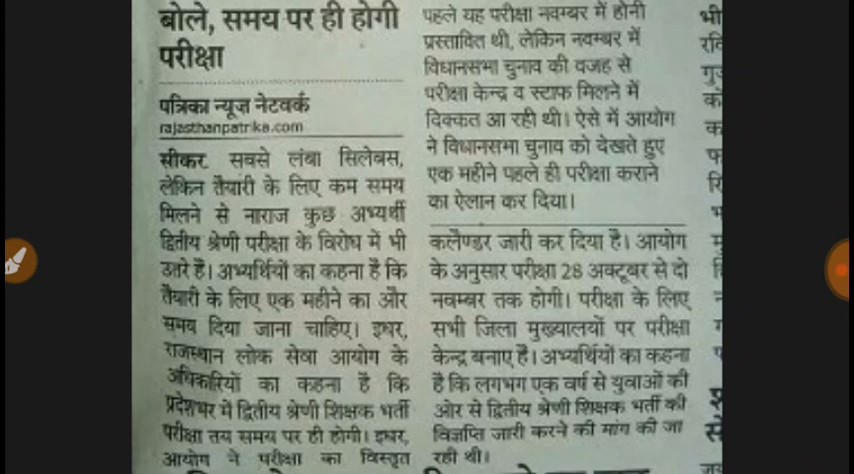 बोले, समय पर ही होगी
परीक्षा
पत्रिका न्यूज़ नेटवर्क
rajasthanpatrika.com
सीकर. सबसे लंबा सिलेबस,
लेकिन तैयारी के लिए कम समय
मिलने से नाराज कुछ अभ्यर्थी
द्वितीय श्रेणी परीक्षा के विरोध में भी
उतरे है। अभ्यर्थियों का कहना है कि
तैयारी के लिए एक महीने का और
समय दिया जाना चाहिए। इधर,
राजस्थान लोक सेवा आयोग के
अधिकारियों का कहना है कि
प्रदेशभर में द्वितीय श्रेणी शिक्षक भर्ती
परीक्षा तय समय पर ही होगी। इधर,
आयोग ने परीक्षा का विस्तृत
पहले यह परीक्षा नवम्बर में होनी
प्रस्तावित थी, लेकिन नवम्बर में
विधानसभा चुनाव की वजह से
परीक्षा केन्द्र व स्टाफ मिलने में
दिक्कत आ रही थी। ऐसे में आयोग
ने विधानसभा चुनाव को देखते हुए
एक महीने पहले ही परीक्षा कराने
का ऐलान कर दिया।
कलैण्डर जारी कर दिया है। आयोग
के अनुसार परीक्षा 28 अक्टूबर से दो
नवम्बर तक होगी। परीक्षा के लिए
सभी जिला मुख्यालयों पर परीक्षा
केन्द्र बनाए है। अभ्यर्थियों का कहना
है कि लगभग एक वर्ष से युवाओं की
ओर से द्वितीय श्रेणी शिक्षक भर्ती की
विज्ञप्ति जारी करने की मांग की जा
रही थी।
भी